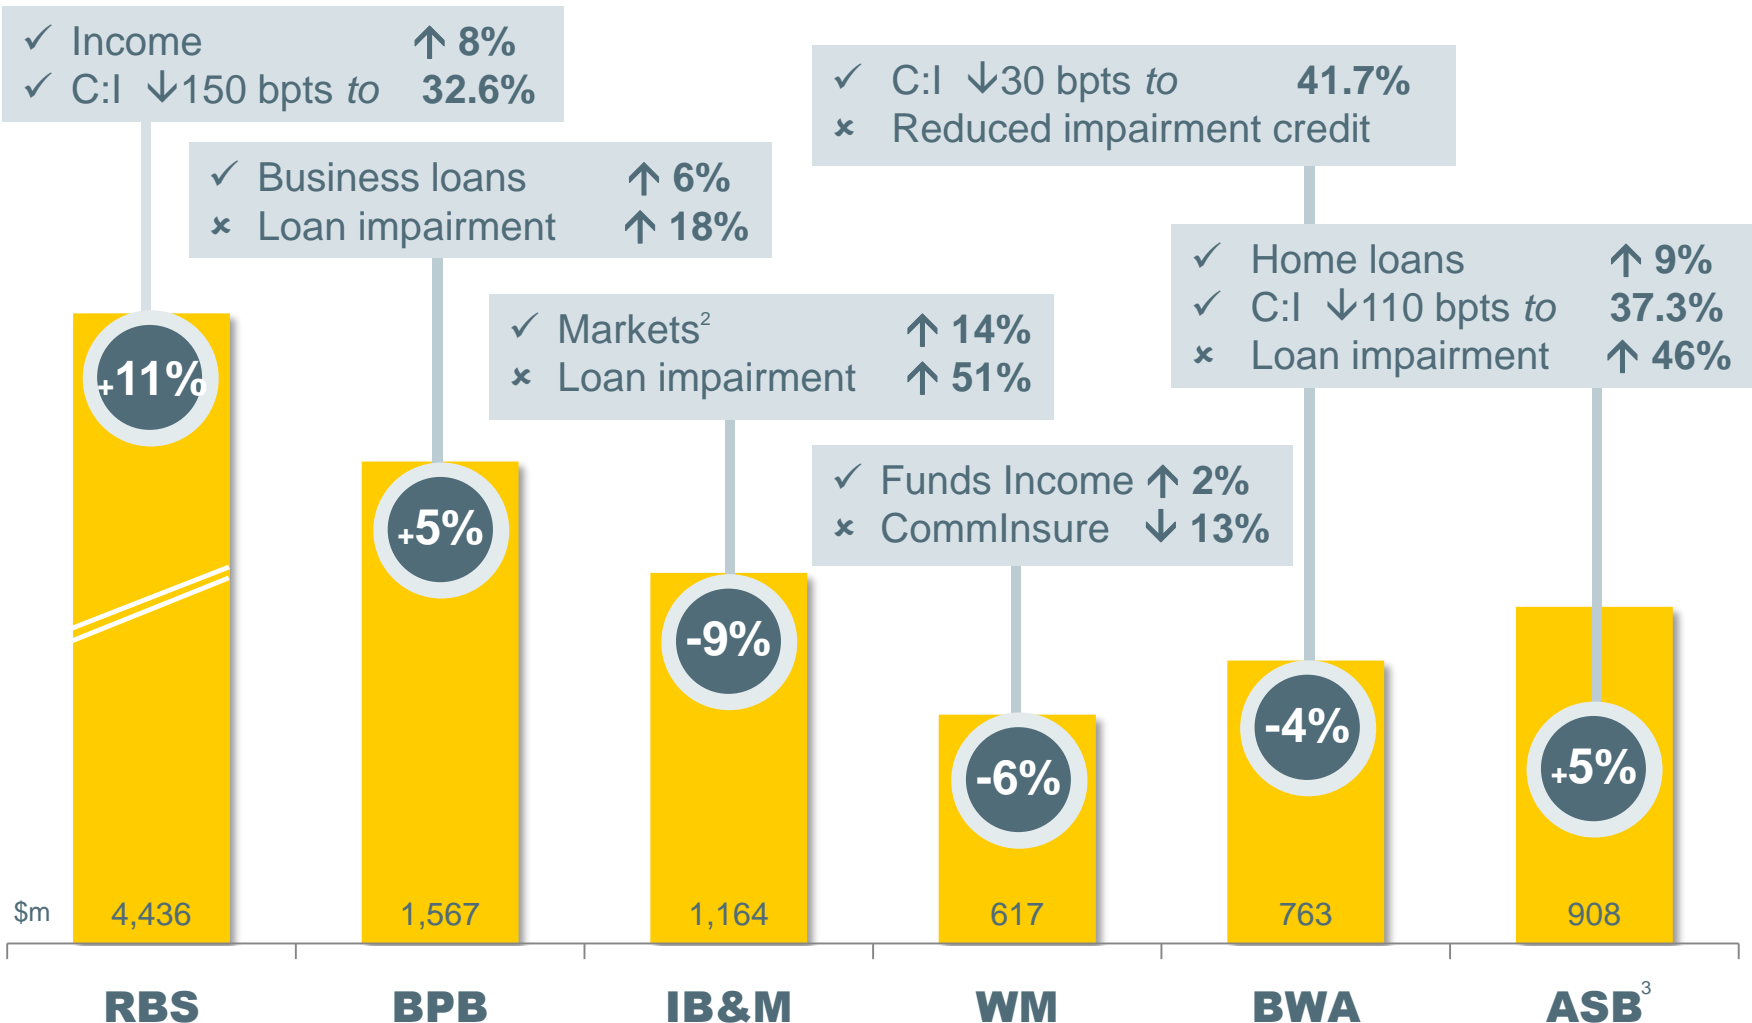 ✓ Income ↑ 8%
✓ C:I ↓150 bpts to 32.6%
✓ C:I ↓30 bpts to 41.7%
× Reduced impairment credit
✓ Business loans ↑ 6%
× Loan impairment ↑ 18%
✓ Home loans ↑ 9%
✓ C:I ↓110 bpts to 37.3%
× Loan impairment ↑ 46%
✓ Markets² ↑ 14%
× Loan impairment ↑ 51%
✓ Funds Income ↑ 2%
× CommInsure ↓ 13%
+11%
+5%
-9%
-6%
-4%
+5%
$m 4,436 1,567 1,164 617 763 908
RBS BPB IB&M WM BWA ASB³